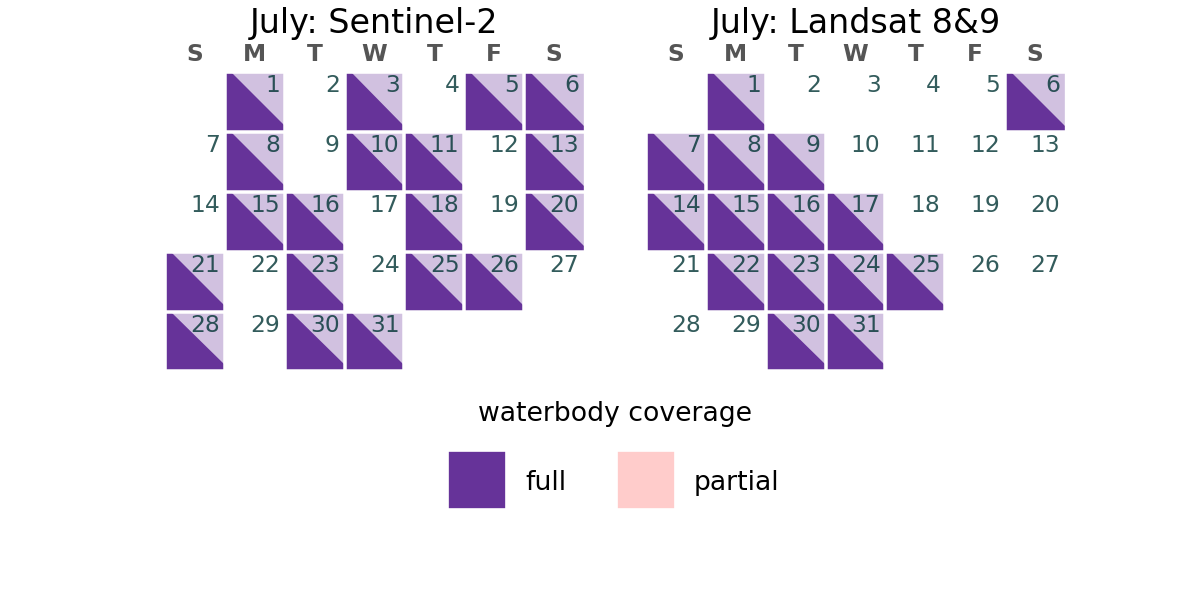 July: Sentinel-2
S M T W T F S
1 2 3 4 5 6
7 8 9 10 11 12 13
14 15 16 17 18 19 20
21 22 23 24 25 26 27
28 29 30 31
July: Landsat 8&9
S M T W T F S
1 2 3 4 5 6
7 8 9 10 11 12 13
14 15 16 17 18 19 20
21 22 23 24 25 26 27
28 29 30 31
waterbody coverage
full partial